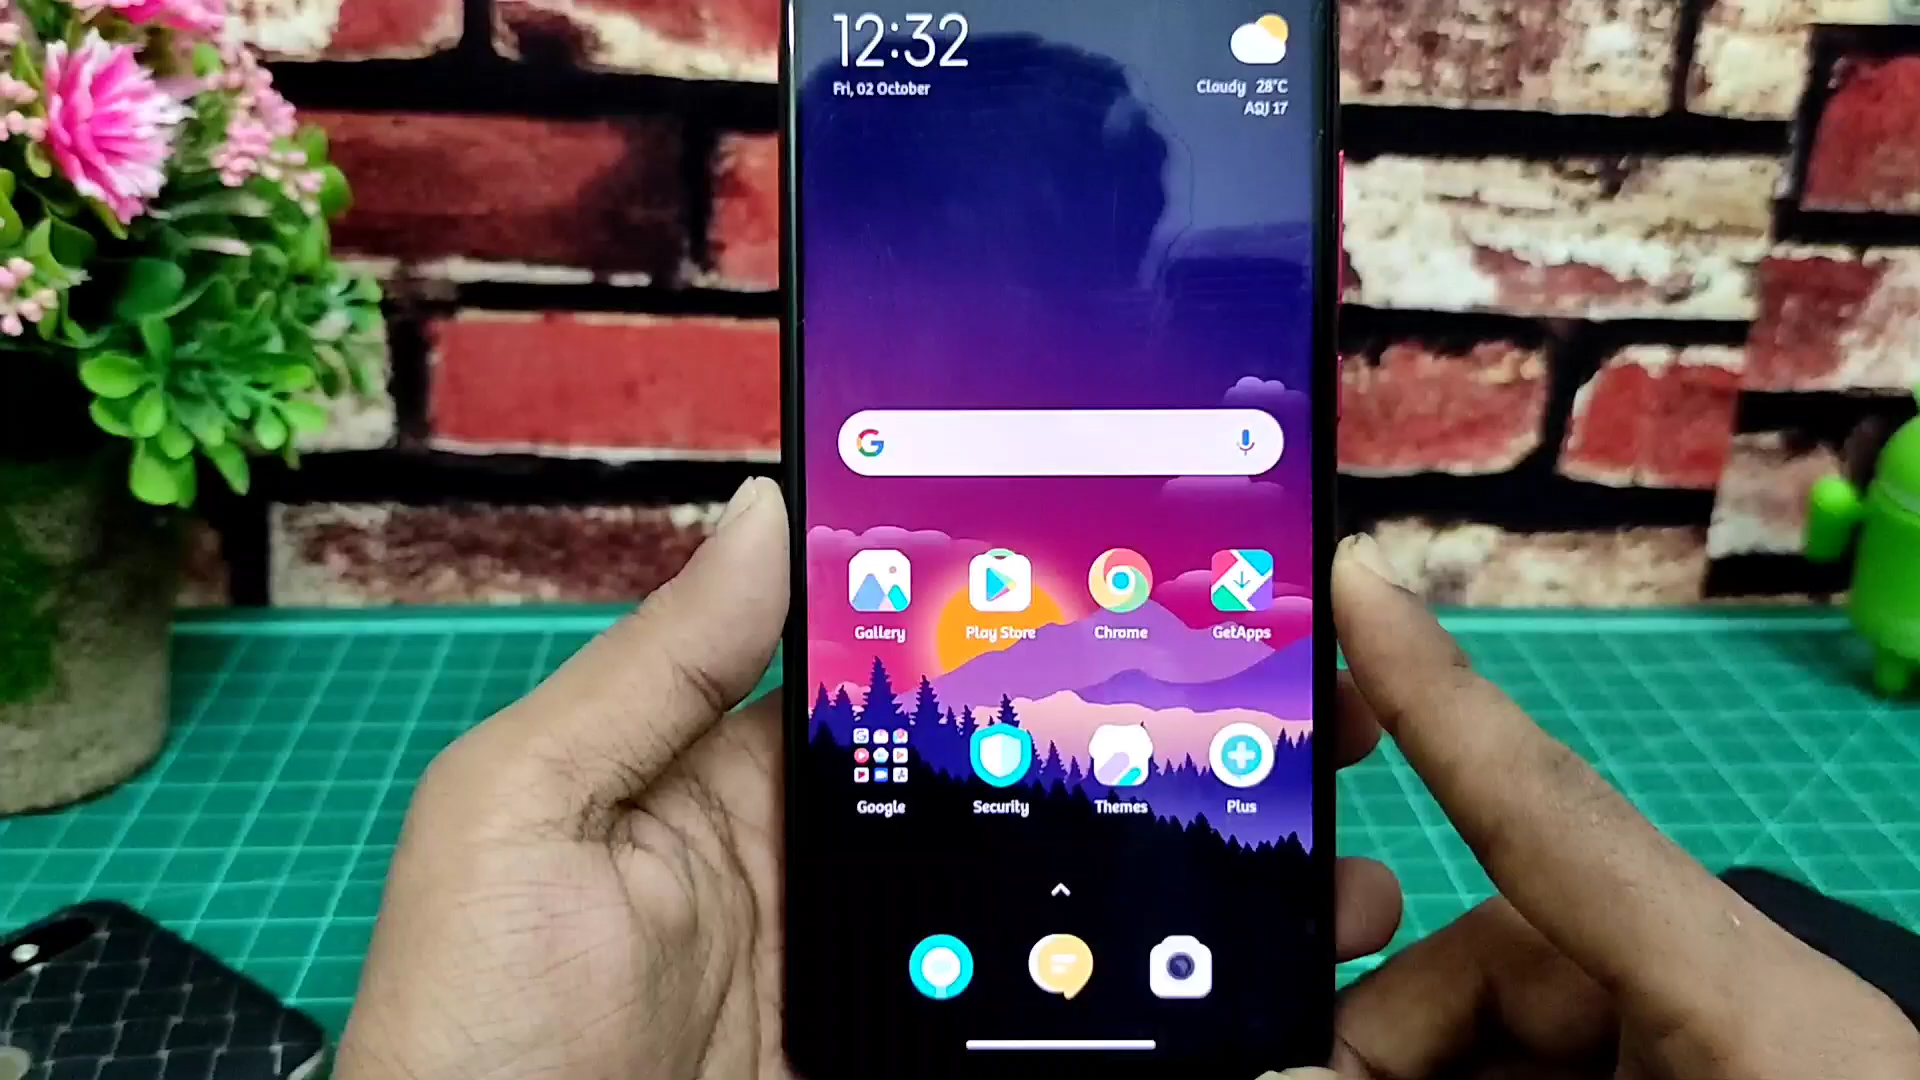 12:32
Fri, 02 October
Cloudy 28°C
AQI 17
Gallery
Play Store
Chrome
GetApps
Google
Security
Themes
Plus